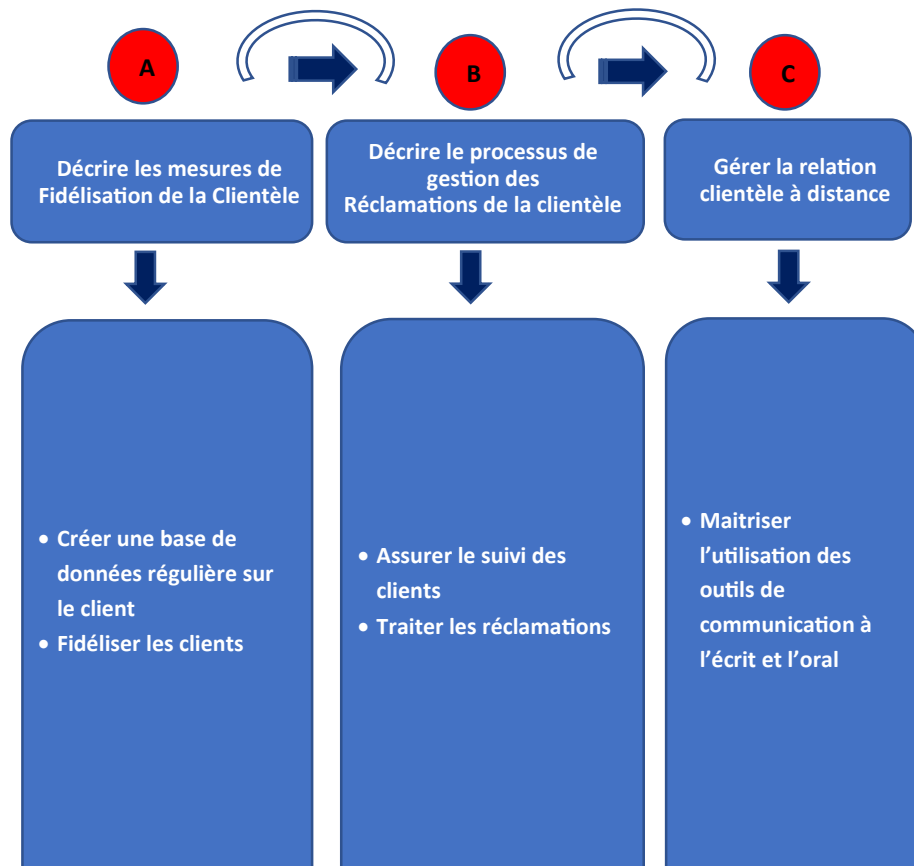 A
B
C
Décrire les mesures de
Fidélisation de la Clientèle
Décrire le processus de
gestion des
Réclamations de la clientèle
Gérer la relation
clientèle à distance
• Créer une base de
données régulière sur
le client
• Fidéliser les clients
• Assurer le suivi des
clients
• Traiter les réclamations
• Maitriser
l’utilisation des
outils de
communication à
l’écrit et l’oral